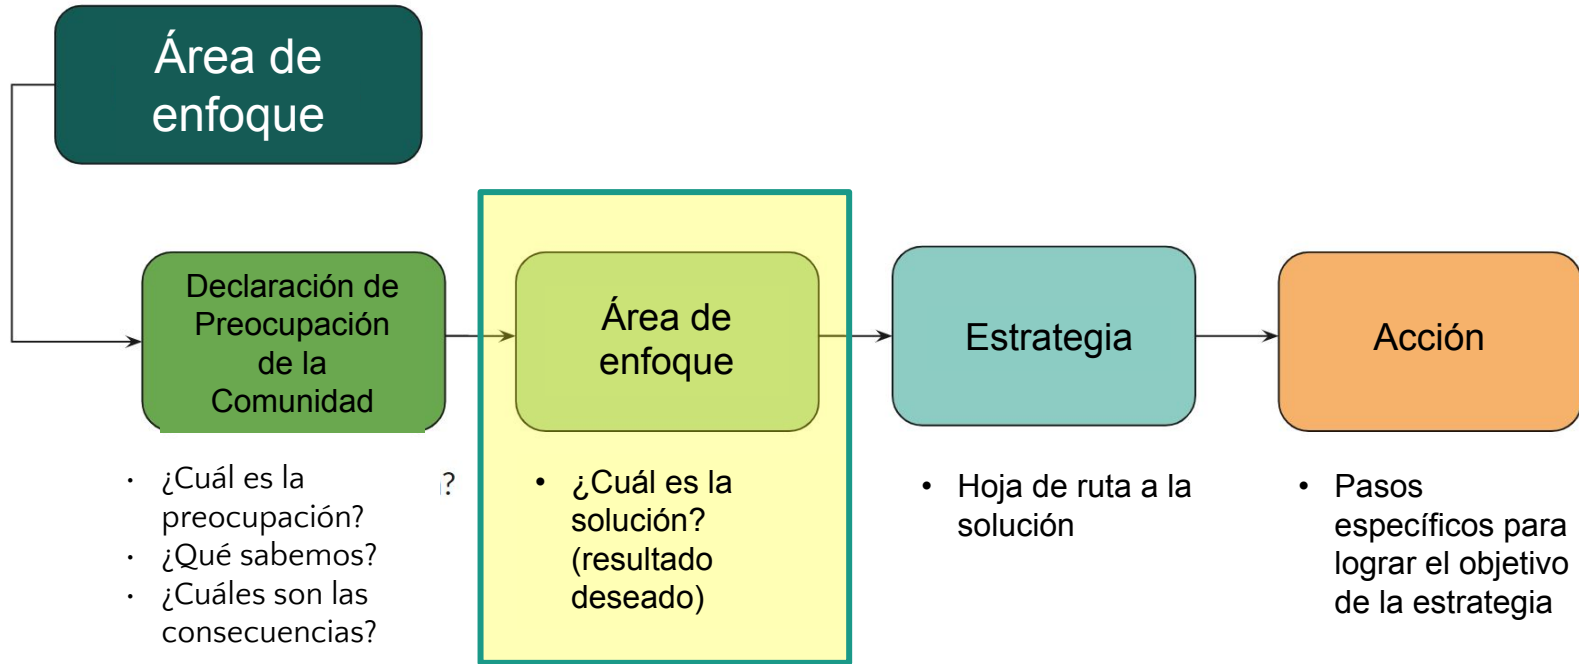 Área de
enfoque
Declaración de
Preocupación
de la
Comunidad
Área de
enfoque
Estrategia
Acción
• ¿Cuál es la
preocupación?
• ¿Qué sabemos?
• ¿Cuáles son las
consecuencias?
?
• ¿Cuál es la
solución?
(resultado
deseado)
• Hoja de ruta a la
solución
• Pasos
específicos para
lograr el objetivo
de la estrategia